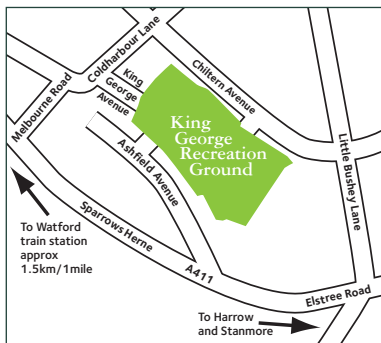 Coldharbour Lane
Melbourne Road
King
George
Avenue
Chiltern Avenue
King
George
Recreation
Ground
Ashfield Avenue
Little Bushey Lane
To Watford
train station
approx
1.5km/1mile
Sparrows Herne
A411
Elstree Road
To Harrow
and Stanmore